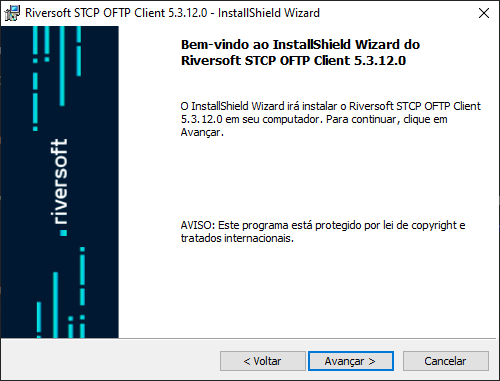 Riversoft STCP OFTP Client 5.3.12.0 - InstallShield Wizard
Bem-vindo ao InstallShield Wizard do
Riversoft STCP OFTP Client 5.3.12.0
O InstallShield Wizard irá instalar o Riversoft STCP OFTP Client
5.3.12.0 em seu computador. Para continuar, clique em
Avançar.
riversoft
AVISO: Este programa está protegido por lei de copyright e
tratados internacionais.
< Voltar
Avançar >
Cancelar